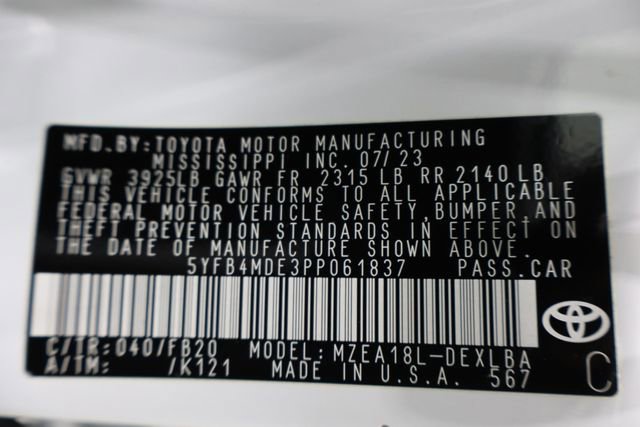 MFD.BY:TOYOTA MOTOR MANUFACTURING
MISSISSIPPI INC. 07/23
GVWR 3925LB GAWR FR 2315 LB RR 2140 LB
THIS VEHICLE CONFORMS TO ALL APPLICABLE
FEDERAL MOTOR VEHICLE SAFETY, BUMPER, AND
THEFT PREVENTION STANDARDS IN EFFECT ON
THE DATE OF MANUFACTURE SHOWN ABOVE.
5YFB4MDE3PP061837 PASS.CAR
C/TR:040/FB20 MODEL:MZEA18L-DEXLBA
A/TM: /K121 MADE IN U.S.A. 567 C